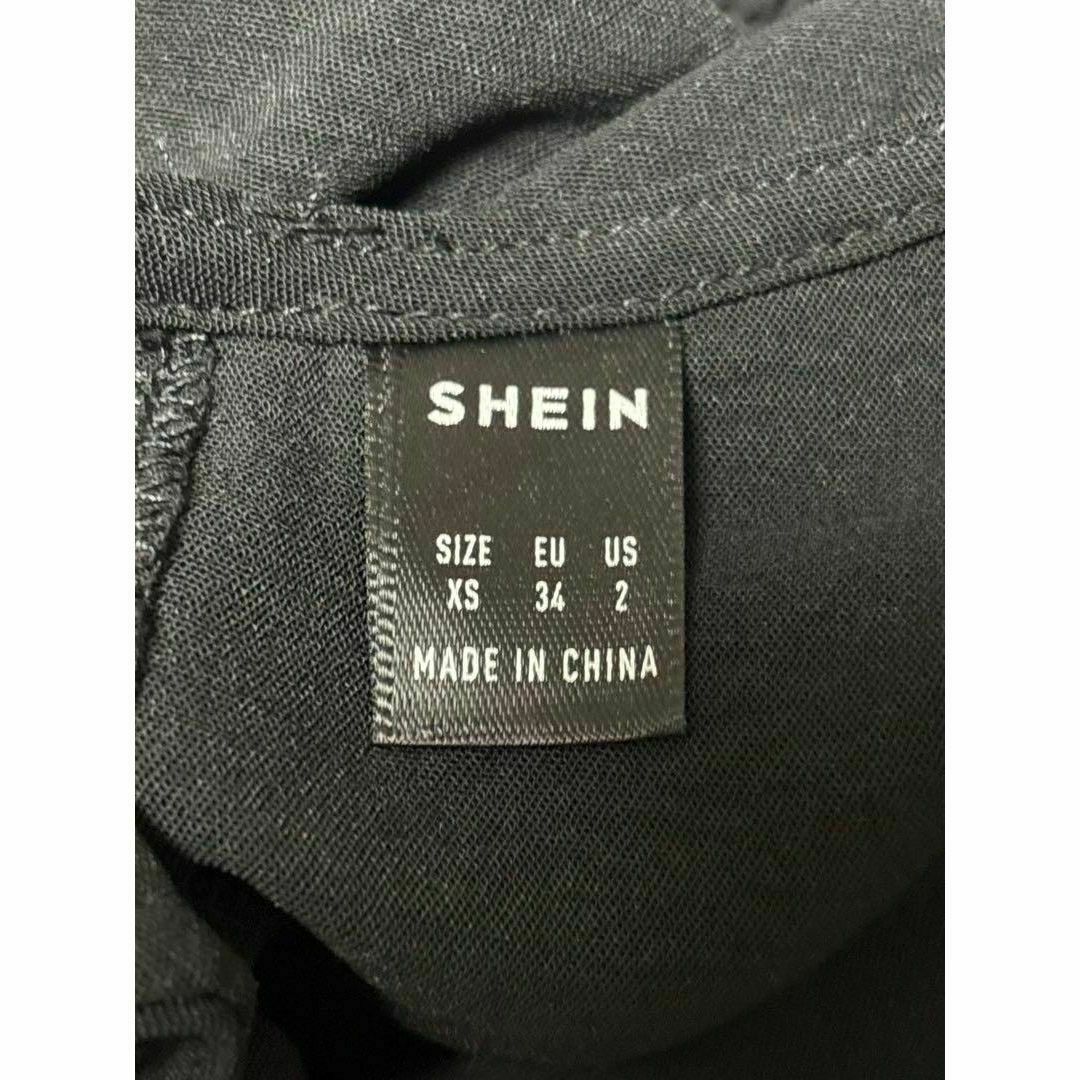 SHEIN
SIZE EU US
XS 34 2
MADE IN CHINA